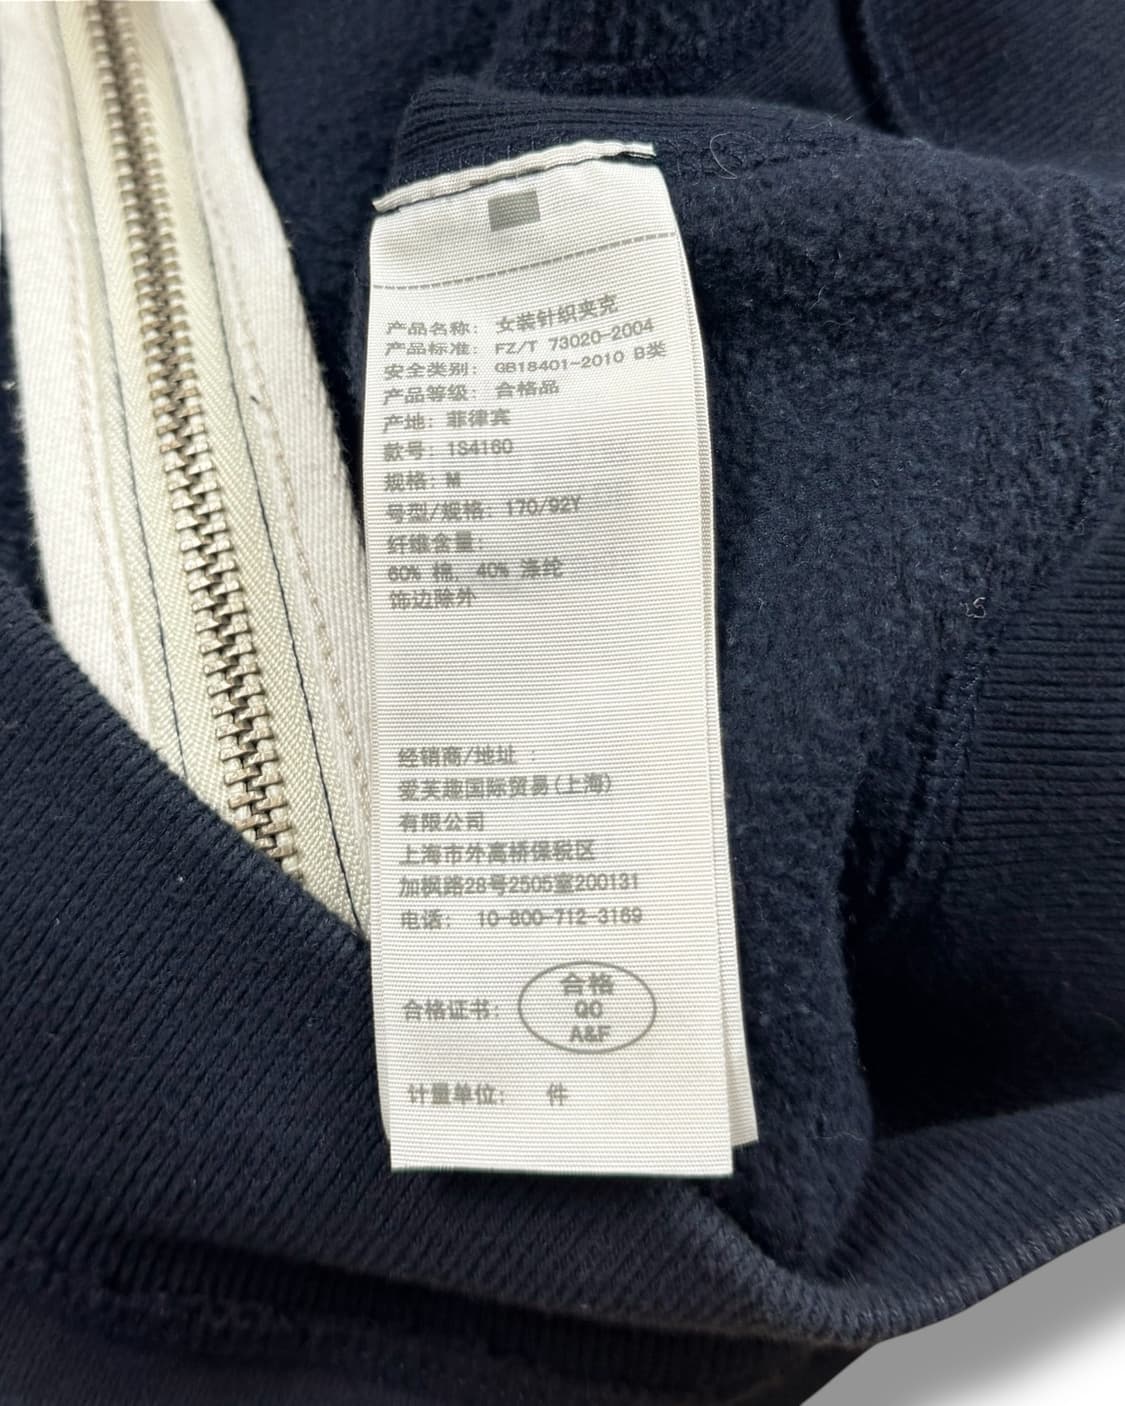 产品名称: 女装针织夹克
产品标准: FZ/T 73020-2004
安全类别: GB18401-2010 B类
产品等级: 合格品
产地: 菲律宾
款号: 1S4160
规格: M
号型/规格: 170/92Y
纤维含量:
60% 棉, 40% 涤纶
饰边除外
经销商/地址 :
爱芙趣国际贸易(上海)
有限公司
上海市外高桥保税区
加枫路28号2505室200131
电话: 10-800-712-3169
合格
QC
合格证书:
A&F
计量单位: 件